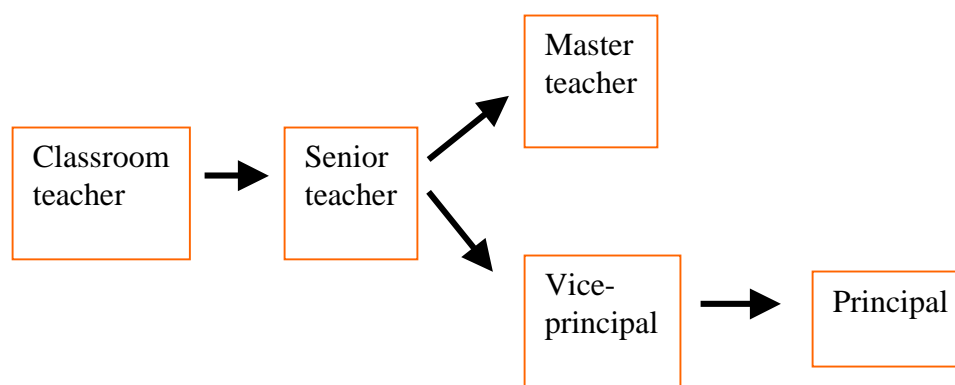 Classroom
teacher
Senior
teacher
Master
teacher
Vice-
principal
Principal